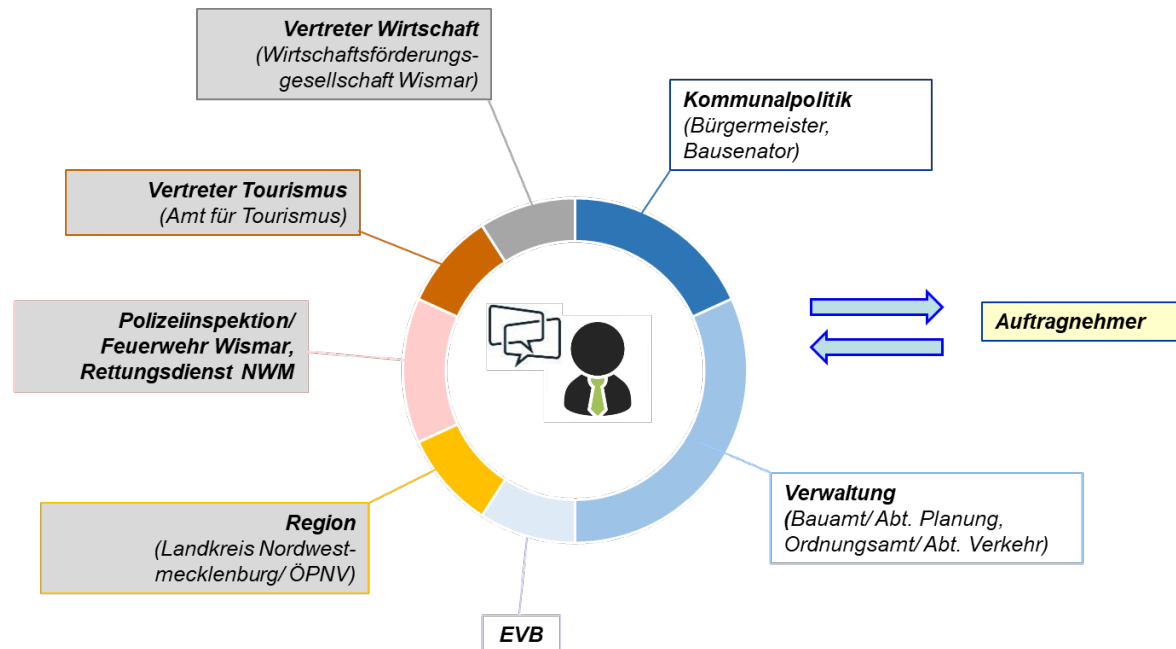 Vertreter Wirtschaft
(Wirtschaftsförderungs-
gesellschaft Wismar)
Kommunalpolitik
(Bürgermeister,
Bausenator)
Vertreter Tourismus
(Amt für Tourismus)
Polizeiinspektion/
Feuerwehr Wismar,
Rettungsdienst NWM
Auftragnehmer
Verwaltung
(Bauamt/ Abt. Planung,
Ordnungsamt/ Abt. Verkehr)
Region
(Landkreis Nordwest-
mecklenburg/ ÖPNV)
EVB